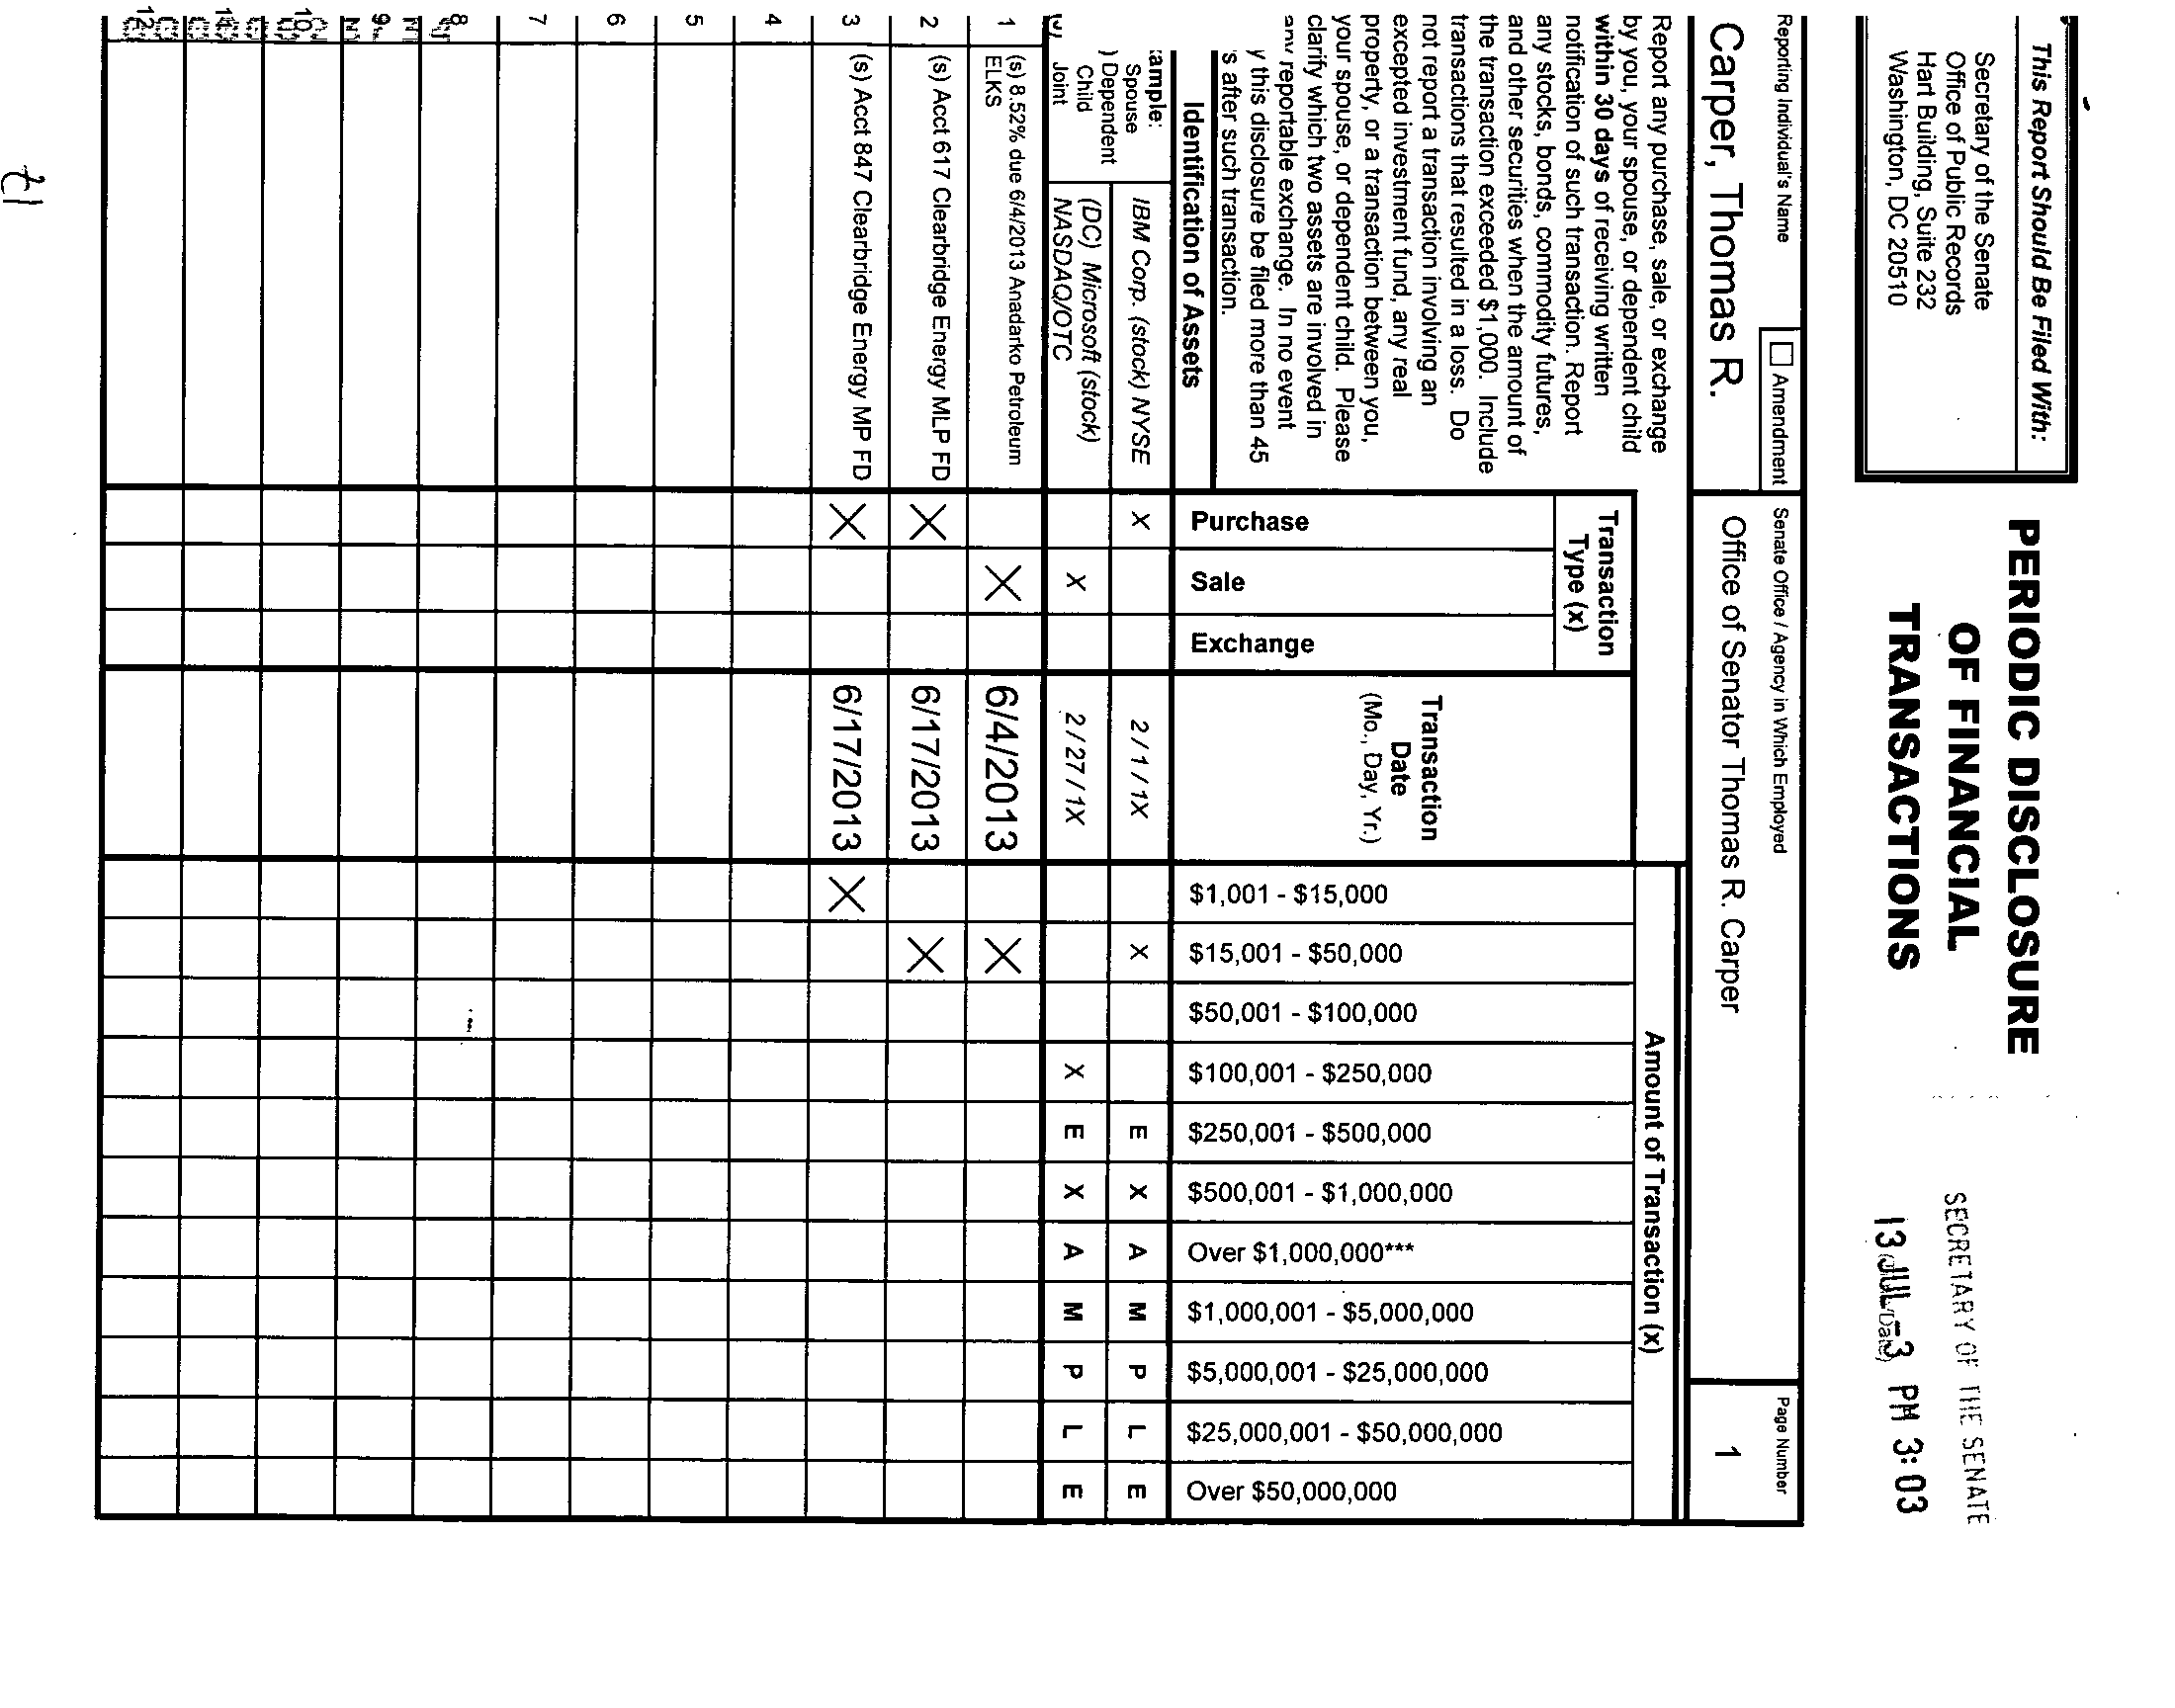 This Report Should Be Filed With:
Secretary of the Senate
Office of Public Records
Hart Building, Suite 232
Washington, DC 20510
PERIODIC DISCLOSURE
OF FINANCIAL
TRANSACTIONS
SECRETARY OF THE SENATE
13 JUL -3 PM 3:03
Reporting Individual's Name
Amendment
Senate Office / Agency in Which Employed
Page Number
Carper, Thomas R.
Office of Senator Thomas R. Carper
1
Report any purchase, sale, or exchange
by you, your spouse, or dependent child
within 30 days of receiving written
notification of such transaction. Report
any stocks, bonds, commodity futures,
and other securities when the amount of
the transaction exceeded $1,000. Include
transactions that resulted in a loss. Do
not report a transaction involving an
excepted investment fund, any real
property, or a transaction between you,
your spouse, or dependent child. Please
clarify which two assets are involved in
any reportable exchange. In no event
y this disclosure be filed more than 45
's after such transaction.
Identification of Assets
Transaction
Type (x)
Purchase
Sale
Exchange
Transaction
Date
(Mo., Day, Yr.)
Amount of Transaction (x)
$1,001 - $15,000
$15,001 - $50,000
$50,001 - $100,000
$100,001 - $250,000
$250,001 - $500,000
$500,001 - $1,000,000
Over $1,000,000***
$1,000,001 - $5,000,000
$5,000,001 - $25,000,000
$25,000,001 - $50,000,000
Over $50,000,000
ample:
Spouse
) Dependent
Child
Joint
IBM Corp. (stock) NYSE X 2 / 1 / 1X X E X A M P L E
(DC) Microsoft (stock)
NASDAQ/OTC X 2 / 27 / 1X X E X A M P L E
1 (s) 8.52% due 6/4/2013 Anadarko Petroleum
ELKS X 6/4/2013 X
2 (s) Acct 617 Clearbridge Energy MLP FD X 6/17/2013 X
3 (s) Acct 847 Clearbridge Energy MP FD X 6/17/2013 X
4
5
6
7
8
9
10
12